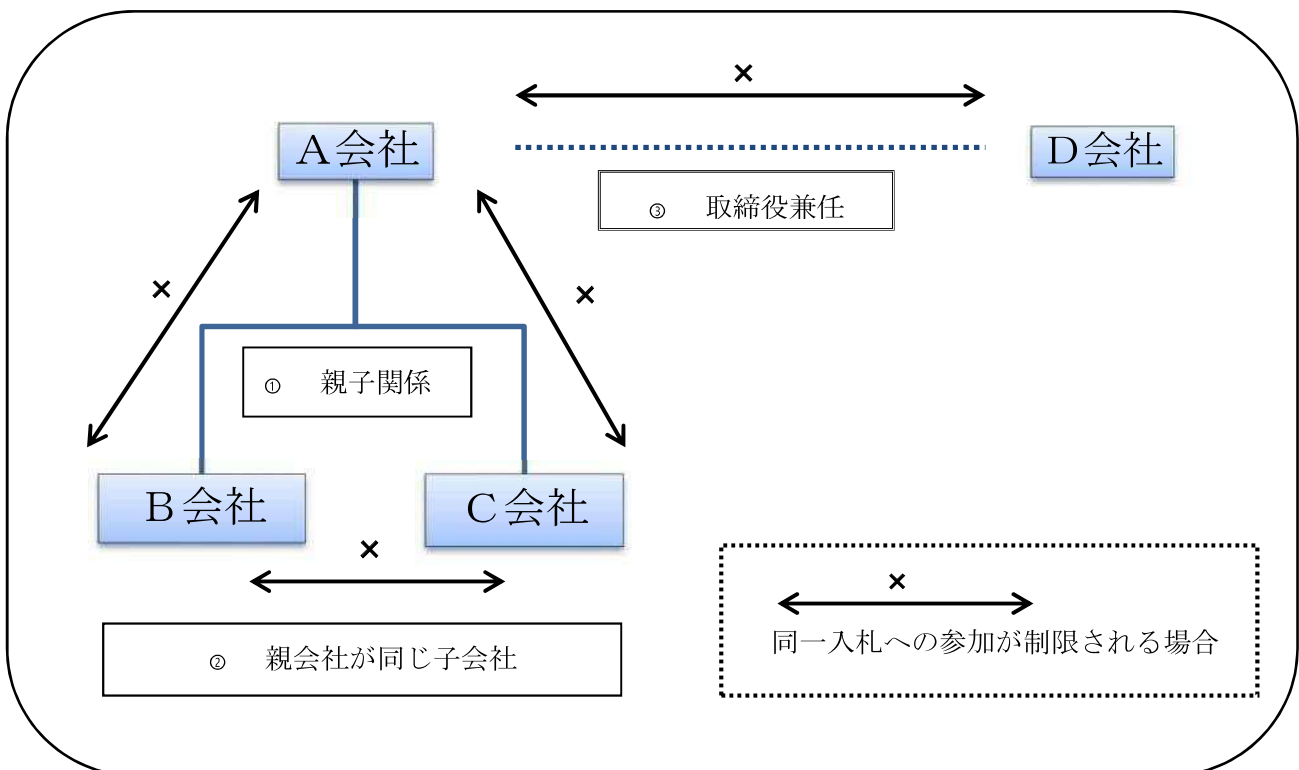 ×
A会社
D会社
③ 取締役兼任
×
×
① 親子関係
B会社
C会社
×
② 親会社が同じ子会社
×
同一入札への参加が制限される場合